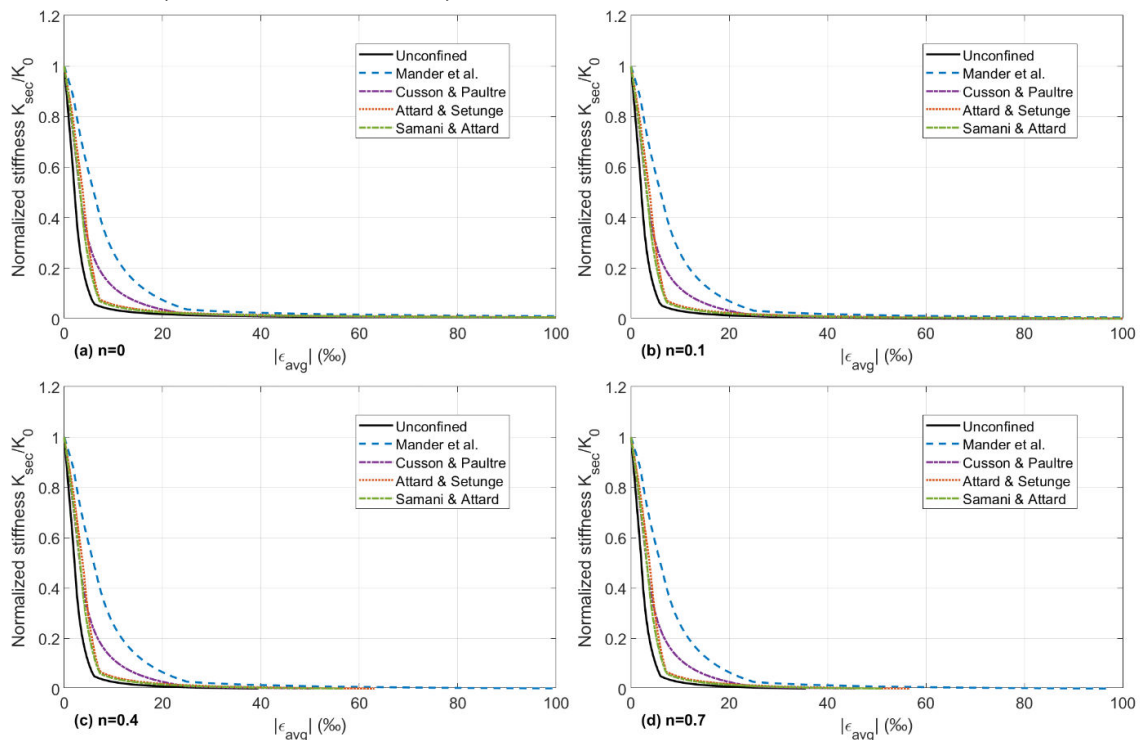 Normalized stiffness K_sec/K_0
1.2
1
0.8
0.6
0.4
0.2
0
Unconfined
Mander et al.
Cusson & Paultre
Attard & Setunge
Samani & Attard
0 20 40 60 80 100
(a) n=0
|ϵ_avg| (‰)
Normalized stiffness K_sec/K_0
1.2
1
0.8
0.6
0.4
0.2
0
Unconfined
Mander et al.
Cusson & Paultre
Attard & Setunge
Samani & Attard
0 20 40 60 80 100
(b) n=0.1
|ϵ_avg| (‰)
Normalized stiffness K_sec/K_0
1.2
1
0.8
0.6
0.4
0.2
0
Unconfined
Mander et al.
Cusson & Paultre
Attard & Setunge
Samani & Attard
0 20 40 60 80 100
(c) n=0.4
|ϵ_avg| (‰)
Normalized stiffness K_sec/K_0
1.2
1
0.8
0.6
0.4
0.2
0
Unconfined
Mander et al.
Cusson & Paultre
Attard & Setunge
Samani & Attard
0 20 40 60 80 100
(d) n=0.7
|ϵ_avg| (‰)